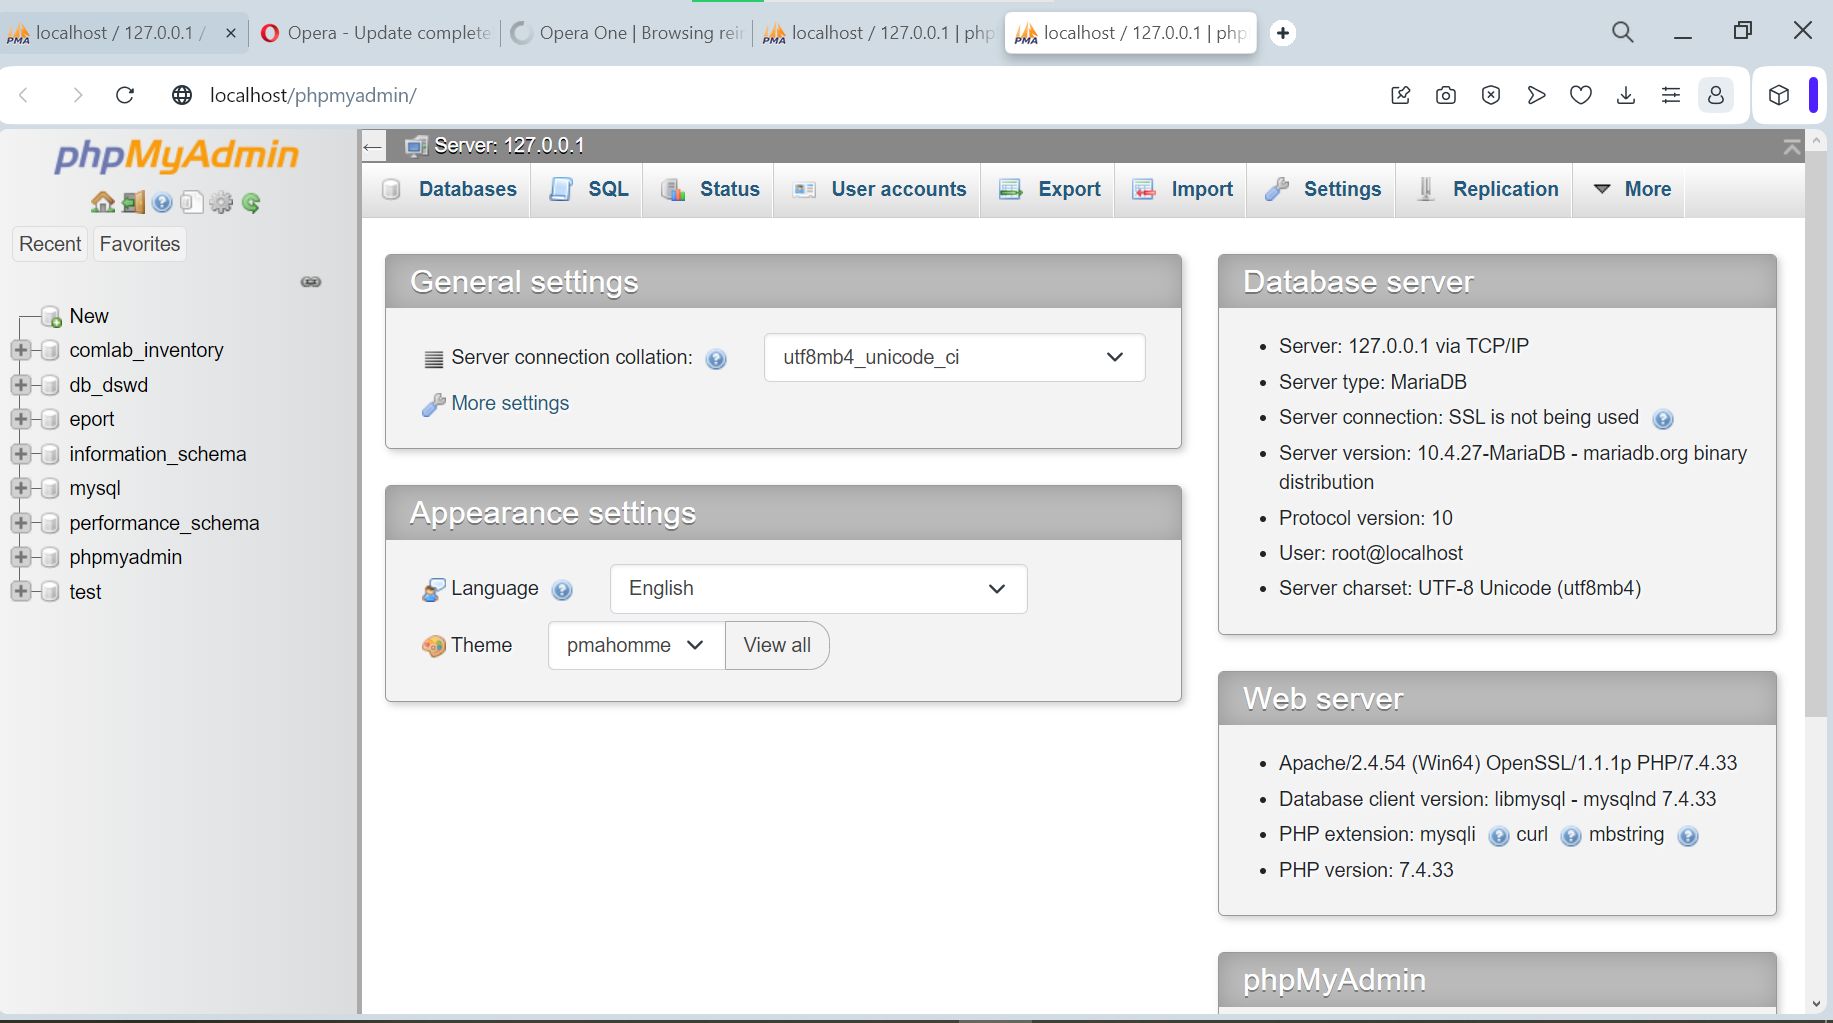 localhost / 127.0.0.1 /
Opera - Update complete
Opera One | Browsing rein
localhost / 127.0.0.1 | php
localhost / 127.0.0.1 | php
localhost/phpmyadmin/
phpMyAdmin
Recent
Favorites
New
comlab_inventory
db_dswd
eport
information_schema
mysql
performance_schema
phpmyadmin
test
Server: 127.0.0.1
Databases
SQL
Status
User accounts
Export
Import
Settings
Replication
More
General settings
Server connection collation:
utf8mb4_unicode_ci
More settings
Appearance settings
Language
English
Theme
pmahomme
View all
Database server
Server: 127.0.0.1 via TCP/IP
Server type: MariaDB
Server connection: SSL is not being used
Server version: 10.4.27-MariaDB - mariadb.org binary
distribution
Protocol version: 10
User: root@localhost
Server charset: UTF-8 Unicode (utf8mb4)
Web server
Apache/2.4.54 (Win64) OpenSSL/1.1.1p PHP/7.4.33
Database client version: libmysql - mysqlnd 7.4.33
PHP extension: mysqli curl mbstring
PHP version: 7.4.33
phpMyAdmin